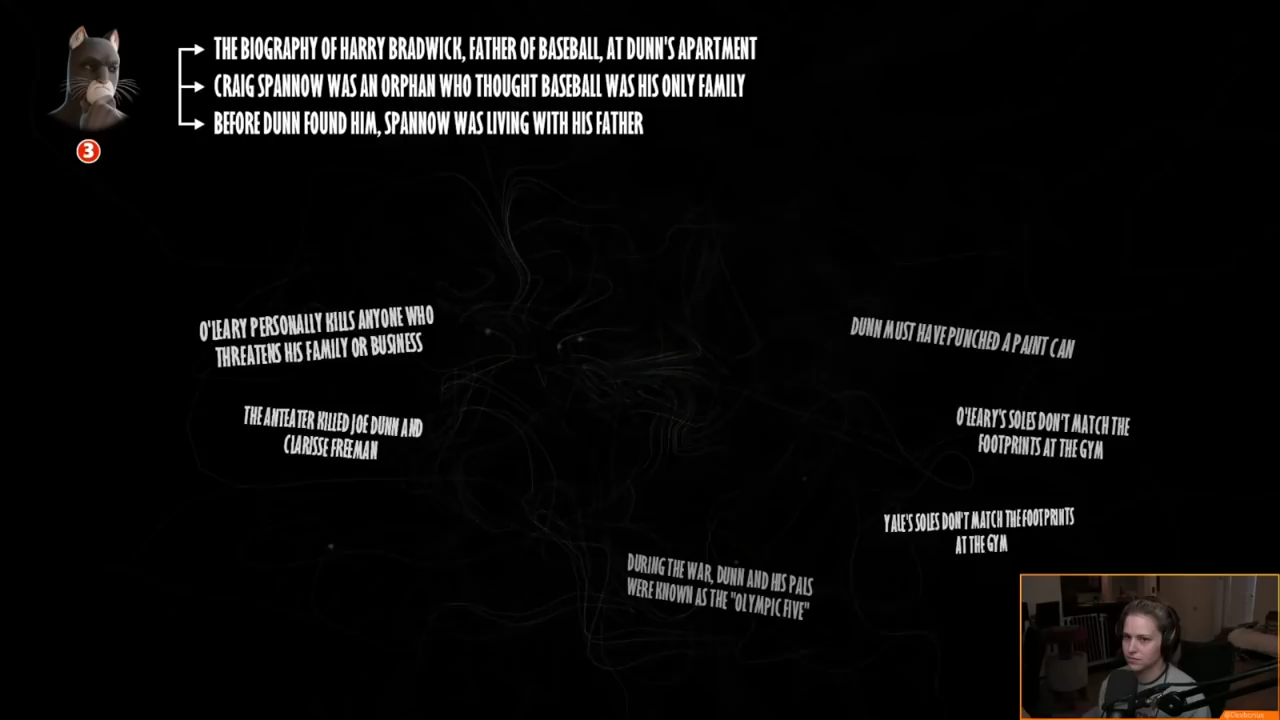 THE BIOGRAPHY OF HARRY BRADWICK, FATHER OF BASEBALL, AT DUNN'S APARTMENT
CRAIG SPANNOW WAS AN ORPHAN WHO THOUGHT BASEBALL WAS HIS ONLY FAMILY
BEFORE DUNN FOUND HIM, SPANNOW WAS LIVING WITH HIS FATHER
3
O'LEARY PERSONALLY KILLS ANYONE WHO
THREATENS HIS FAMILY OR BUSINESS
DUNN MUST HAVE PUNCHED A PAINT CAN
THE ANTEATER KILLED JOE DUNN AND
CLARISSE FREEMAN
O'LEARY'S SOLES DON'T MATCH THE
FOOTPRINTS AT THE GYM
YALE'S SOLES DON'T MATCH THE FOOTPRINTS
AT THE GYM
DURING THE WAR, DUNN AND HIS PALS
WERE KNOWN AS THE "OLYMPIC FIVE"